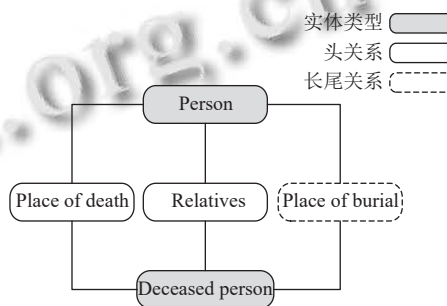 .org.c
实体类型
头关系
长尾关系
Person
Place of death
Relatives
Place of burial
Deceased person